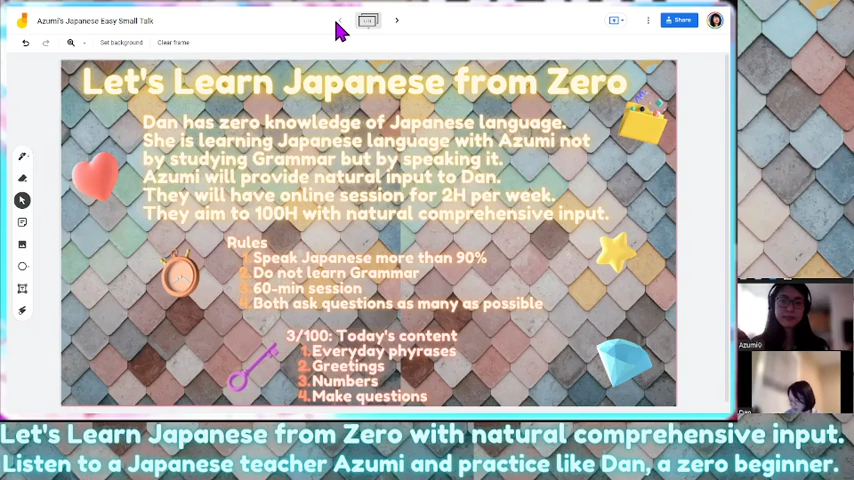 Azumi's Japanese Easy Small Talk
Share
Set background
Clear frame
Let's Learn Japanese from Zero
Dan has zero knowledge of Japanese language.
She is learning Japanese language with Azumi not
by studying Grammar but by speaking it.
Azumi will provide natural input to Dan.
They will have online session for 2H per week.
They aim to 100H with natural comprehensive input.
Rules
1. Speak Japanese more than 90%
2. Do not learn Grammar
3. 60-min session
4. Both ask questions as many as possible
3/100: Today's content
1. Everyday phyrases
2. Greetings
3. Numbers
4. Make questions
Azumi
Dan
Let's Learn Japanese from Zero with natural comprehensive input.
Listen to a Japanese teacher Azumi and practice like Dan, a zero beginner.